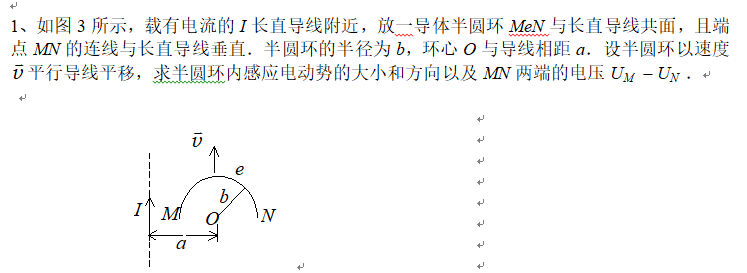 1、如图 3 所示，载有电流的 I 长直导线附近，放一导体半圆环 MeN 与长直导线共面，且端
点 MN 的连线与长直导线垂直．半圆环的半径为 b，环心 O 与导线相距 a．设半圆环以速度
v⃗ 平行导线平移，求半圆环内感应电动势的大小和方向以及 MN 两端的电压 U_M − U_N ．
v⃗
e
b
I M O N
a